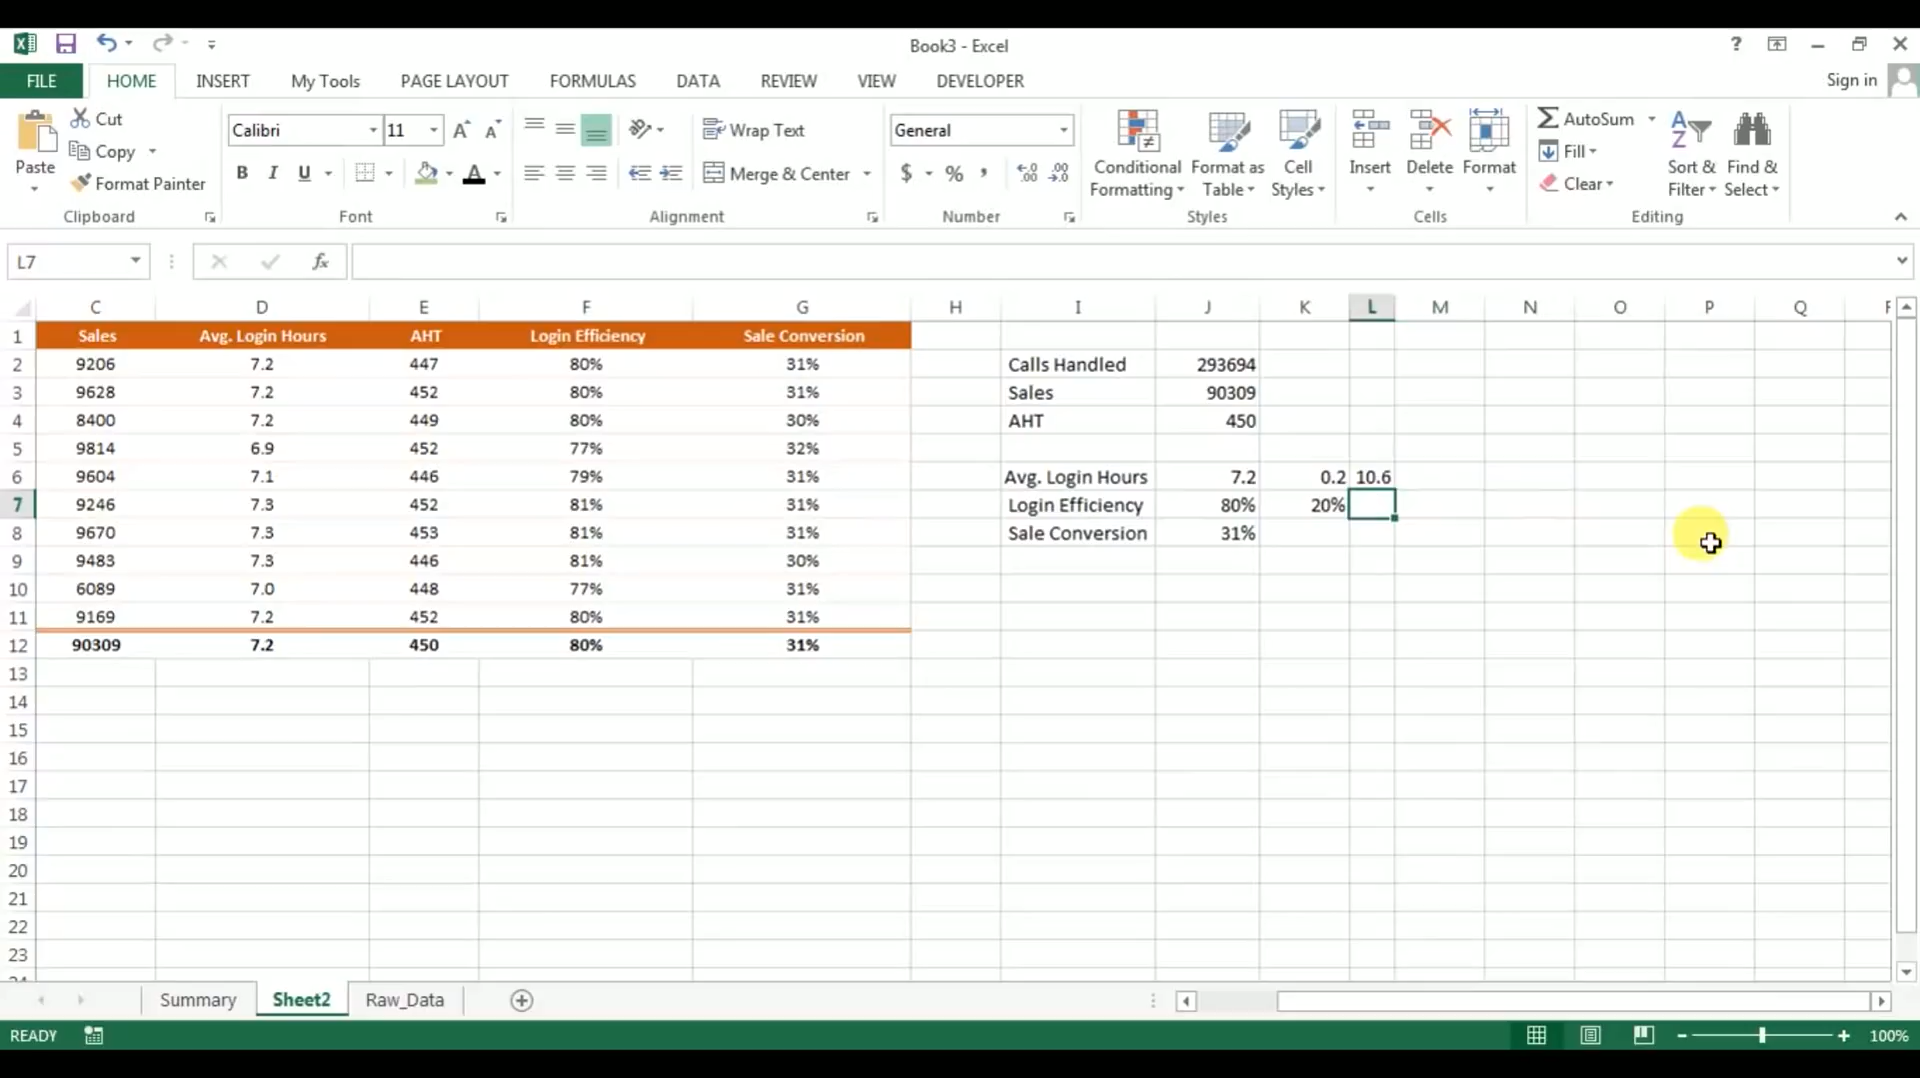 Book3 - Excel
?
FILE HOME INSERT My Tools PAGE LAYOUT FORMULAS DATA REVIEW VIEW DEVELOPER Sign in
Cut
Copy
Format Painter
Paste
Clipboard
Calibri 11
B I U A
Font
Wrap Text
Merge & Center
Alignment
General
$ % ,
Number
Conditional Formatting
Format as Table
Cell Styles
Styles
Insert
Delete
Format
Cells
AutoSum
Fill
Clear
Sort & Filter
Find & Select
Editing
L7 fx
C D E F G H I J K L M N O P Q
1 Sales Avg. Login Hours AHT Login Efficiency Sale Conversion
2 9206 7.2 447 80% 31% Calls Handled 293694
3 9628 7.2 452 80% 31% Sales 90309
4 8400 7.2 449 80% 30% AHT 450
5 9814 6.9 452 77% 32%
6 9604 7.1 446 79% 31% Avg. Login Hours 7.2 0.2 10.6
7 9246 7.3 452 81% 31% Login Efficiency 80% 20%
8 9670 7.3 453 81% 31% Sale Conversion 31%
9 9483 7.3 446 81% 30%
10 6089 7.0 448 77% 31%
11 9169 7.2 452 80% 31%
12 90309 7.2 450 80% 31%
13
14
15
16
17
18
19
20
21
22
23
Summary Sheet2 Raw_Data
READY 100%